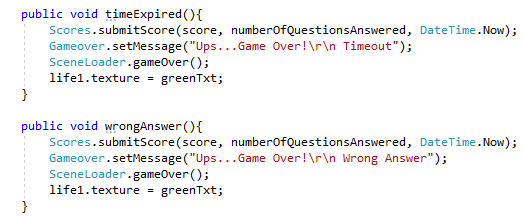 public void timeExpired(){
Scores.submitScore(score, numberOfQuestionsAnswered, DateTime.Now);
Gameover.setMessage("Ups...Game Over!\r\n Timeout");
SceneLoader.gameOver();
life1.texture = greenTxt;
}
public void wrongAnswer(){
Scores.submitScore(score, numberOfQuestionsAnswered, DateTime.Now);
Gameover.setMessage("Ups...Game Over!\r\n Wrong Answer");
SceneLoader.gameOver();
life1.texture = greenTxt;
}